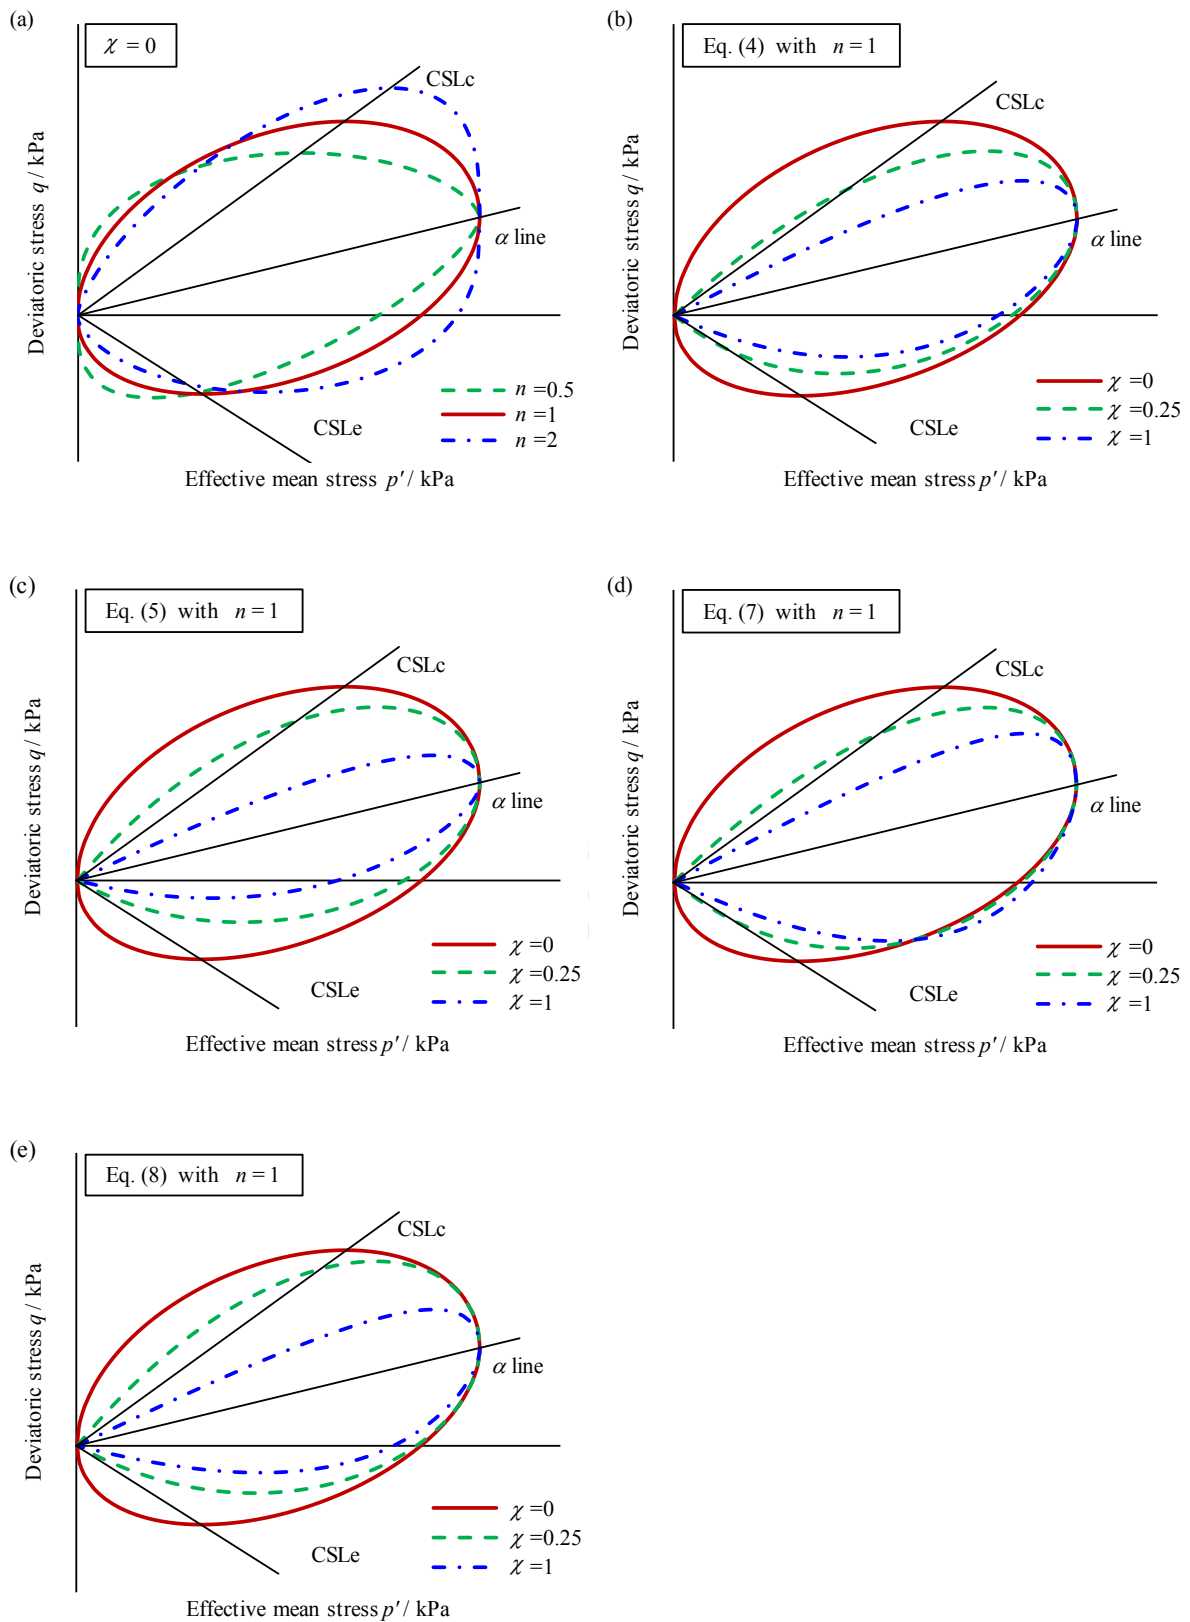 (a)
χ = 0
CSLc
α line
CSLe
n =0.5
n =1
n =2
Deviatoric stress q / kPa
Effective mean stress p′ / kPa
(b)
Eq. (4) with n = 1
CSLc
α line
CSLe
χ =0
χ =0.25
χ =1
Deviatoric stress q / kPa
Effective mean stress p′ / kPa
(c)
Eq. (5) with n = 1
CSLc
α line
CSLe
χ =0
χ =0.25
χ =1
Deviatoric stress q / kPa
Effective mean stress p′ / kPa
(d)
Eq. (7) with n = 1
CSLc
α line
CSLe
χ =0
χ =0.25
χ =1
Deviatoric stress q / kPa
Effective mean stress p′ / kPa
(e)
Eq. (8) with n = 1
CSLc
α line
CSLe
χ =0
χ =0.25
χ =1
Deviatoric stress q / kPa
Effective mean stress p′ / kPa